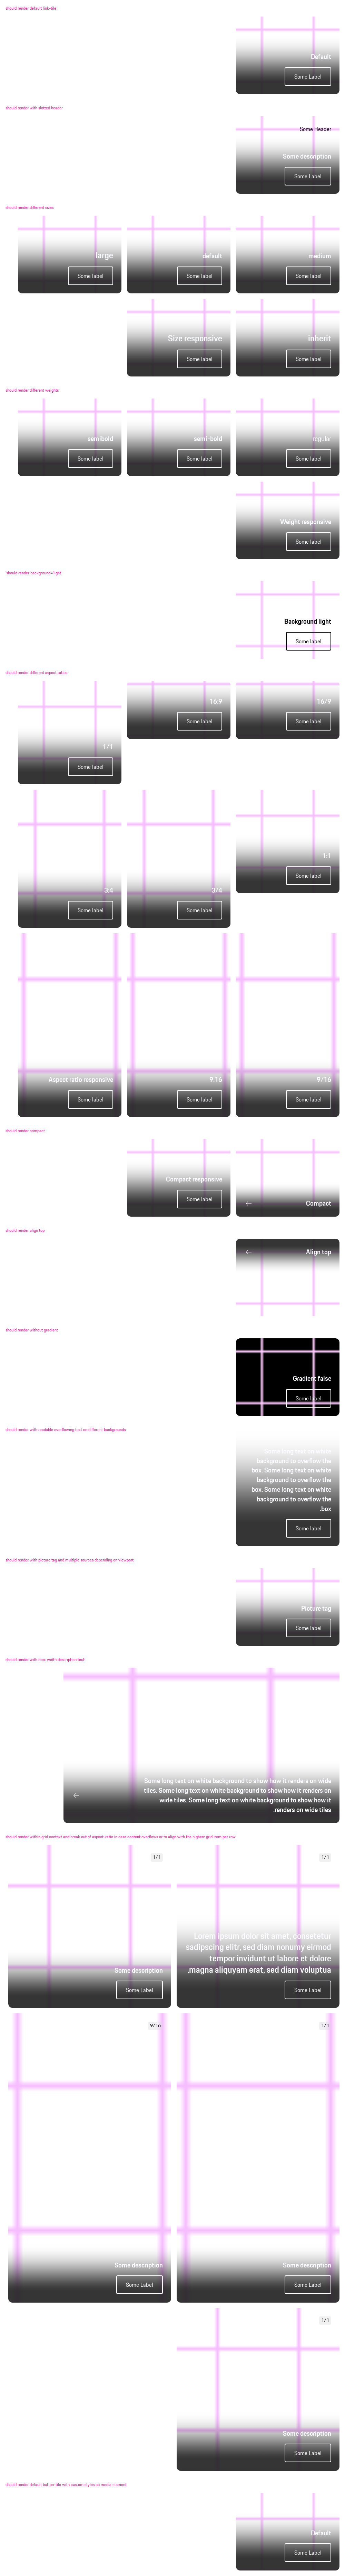 should render default link-tile
Default
Some Label
should render with slotted header
Some Header
Some description
Some Label
should render different sizes
large
default
medium
Some label
Some label
Some label
Size responsive
inherit
Some label
Some label
should render different weights
semibold
semi-bold
regular
Some label
Some label
Some label
Weight responsive
Some label
should render background=light
Background light
Some label
should render different aspect ratios
1/1
16:9
16/9
Some label
Some label
Some label
3:4
3/4
1:1
Some label
Some label
Some label
Aspect ratio responsive
9:16
9/16
Some label
Some label
Some label
should render compact
Compact responsive
Some label
Compact
should render align top
Align top
should render without gradient
Gradient false
Some label
should render with readable overflowing text on different backgrounds
Some long text on white
background to overflow the
box. Some long text on white
background to overflow the
box. Some long text on white
background to overflow the
.box
Some label
should render with picture tag and multiple sources depending on viewport
Picture tag
Some label
should render with max width description text
Some long text on white background to show how it renders on wide
tiles. Some long text on white background to show how it renders on
wide tiles. Some long text on white background to show how it
.renders on wide tiles
should render within grid context and break out of aspect-ratio in case content overflows or to align with the highest grid item per row
1/1
Some description
Some Label
1/1
Lorem ipsum dolor sit amet, consetetur
sadipscing elitr, sed diam nonumy eirmod
tempor invidunt ut labore et dolore
.magna aliquyam erat, sed diam voluptua
Some Label
9/16
Some description
Some Label
1/1
Some description
Some Label
1/1
Some description
Some Label
should render default button-tile with custom styles on media element
Default
Some Label